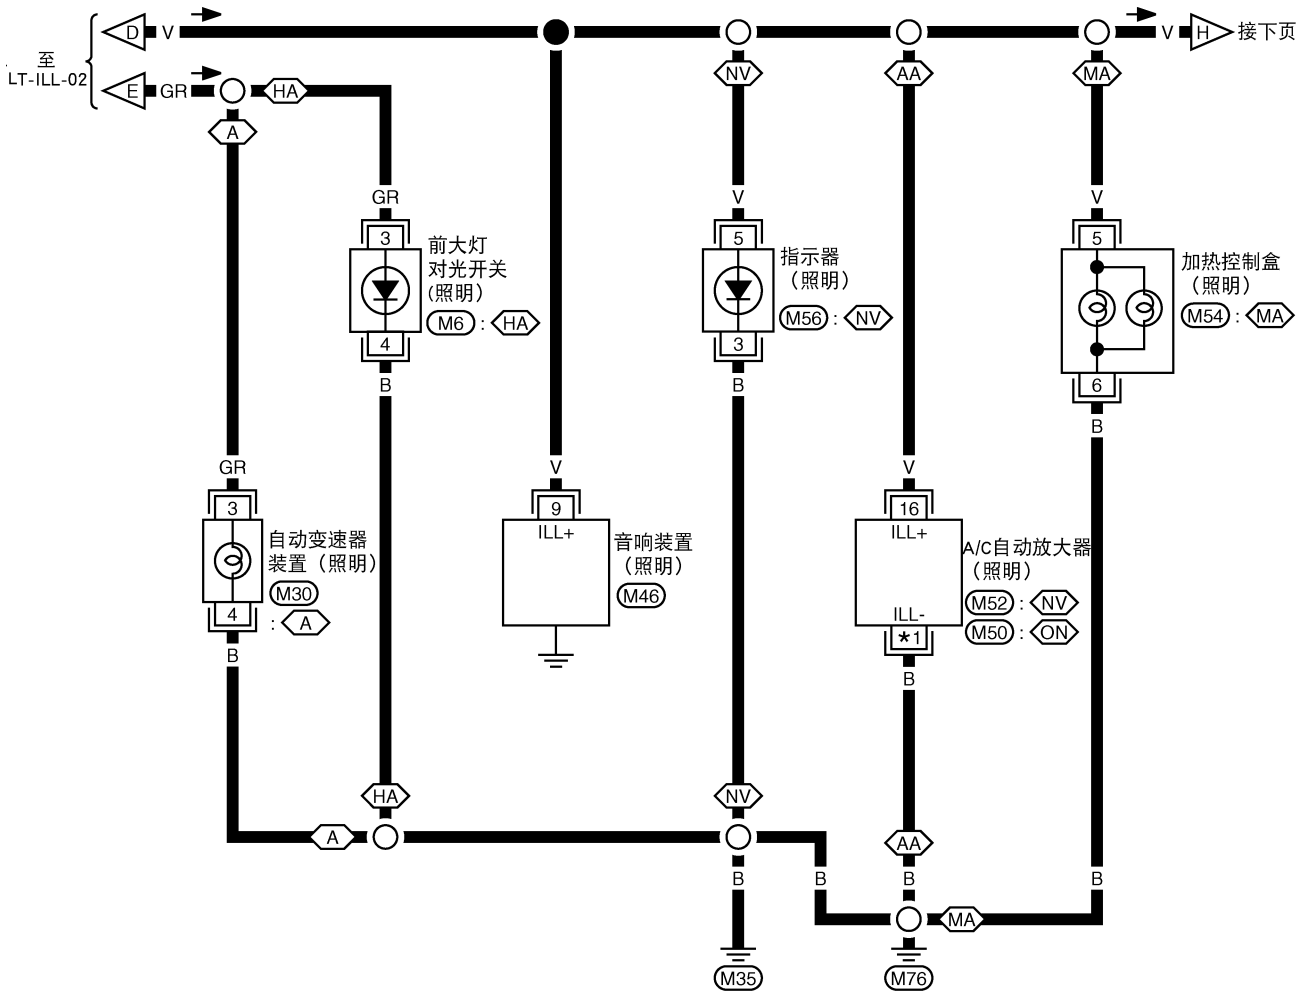 D V
V H 接下页
至
LT-ILL-02
E GR HA
A
NV AA MA
GR V V
3 5 5
前大灯
对光开关
(照明)
M6 : HA
4
B
指示器
(照明)
M56 : NV
3
B
加热控制盒
(照明)
M54 : MA
6
B
GR V V
3 9 16
自动变速器
装置(照明)
M30
: A
4
B
ILL+
音响装置
(照明)
M46
ILL+
A/C自动放大器
(照明)
M52 : NV
M50 : ON
ILL-
*1
B
HA NV
A AA
B B B B
MA
M35 M76